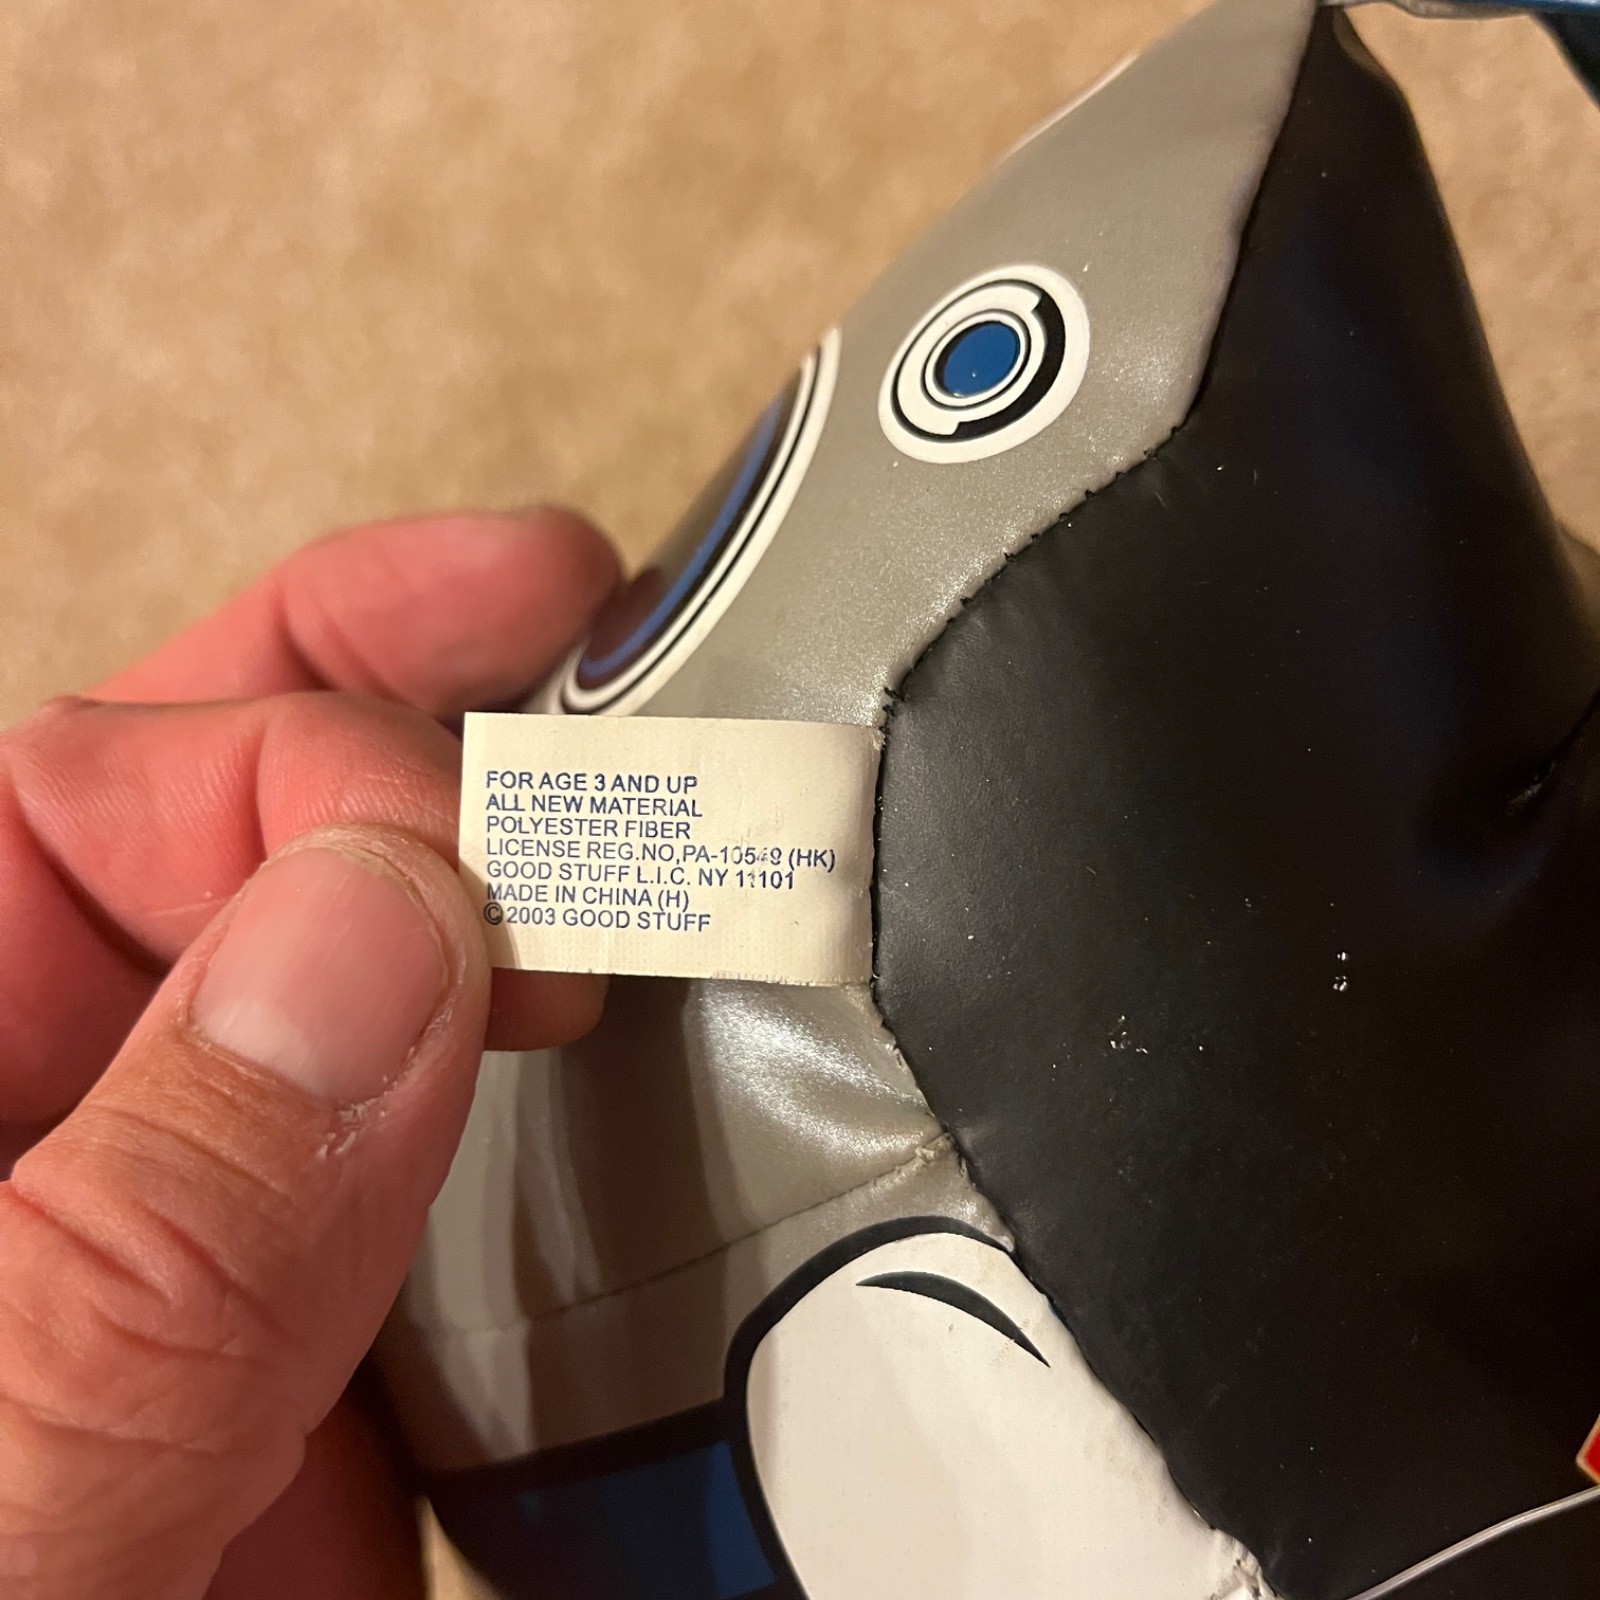 FOR AGE 3 AND UP
ALL NEW MATERIAL
POLYESTER FIBER
LICENSE REG.NO,PA-10549 (HK)
GOOD STUFF L.I.C. NY 11101
MADE IN CHINA (H)
© 2003 GOOD STUFF